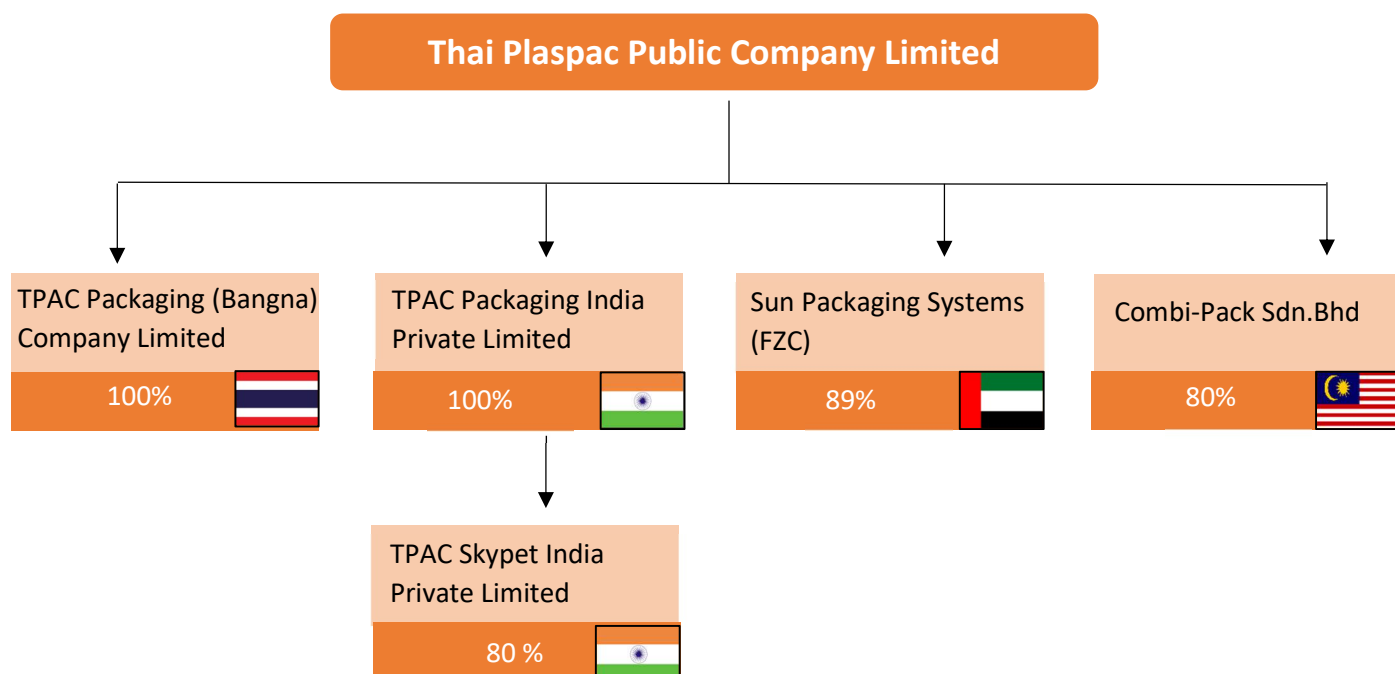 Thai Plaspac Public Company Limited
TPAC Packaging (Bangna)
Company Limited
100%
TPAC Packaging India
Private Limited
100%
Sun Packaging Systems
(FZC)
89%
Combi-Pack Sdn.Bhd
80%
TPAC Skypet India
Private Limited
80 %